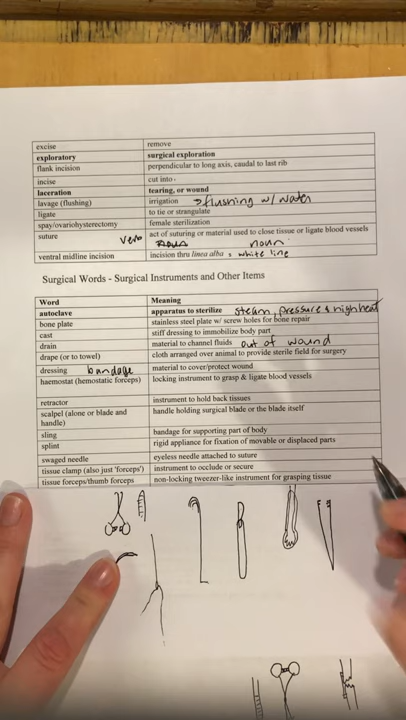 excise remove
exploratory surgical exploration
flank incision perpendicular to long axis, caudal to last rib
incise cut into
laceration tearing, or wound
lavage (flushing) irrigation → flushing w/ water
ligate to tie or strangulate
spay/ovariohysterectomy female sterilization
suture act of suturing or material used to close tissue or ligate blood vessels
verb noun
ventral midline incision incision thru linea alba white line
Surgical Words - Surgical Instruments and Other Items
Word Meaning
autoclave apparatus to sterilize steam, pressure & high heat
bone plate stainless steel plate w/ screw holes for bone repair
cast stiff dressing to immobilize body part
drain material to channel fluids out of wound
drape (or to towel) cloth arranged over animal to provide sterile field for surgery
dressing bandage material to cover/protect wound
haemostat (hemostatic forceps) locking instrument to grasp & ligate blood vessels
retractor instrument to hold back tissues
scalpel (alone or blade and handle holding surgical blade or the blade itself
handle)
sling bandage for supporting part of body
splint rigid appliance for fixation of movable or displaced parts
swaged needle eyeless needle attached to suture
tissue clamp (also just 'forceps') instrument to occlude or secure
tissue forceps/thumb forceps non-locking tweezer-like instrument for grasping tissue